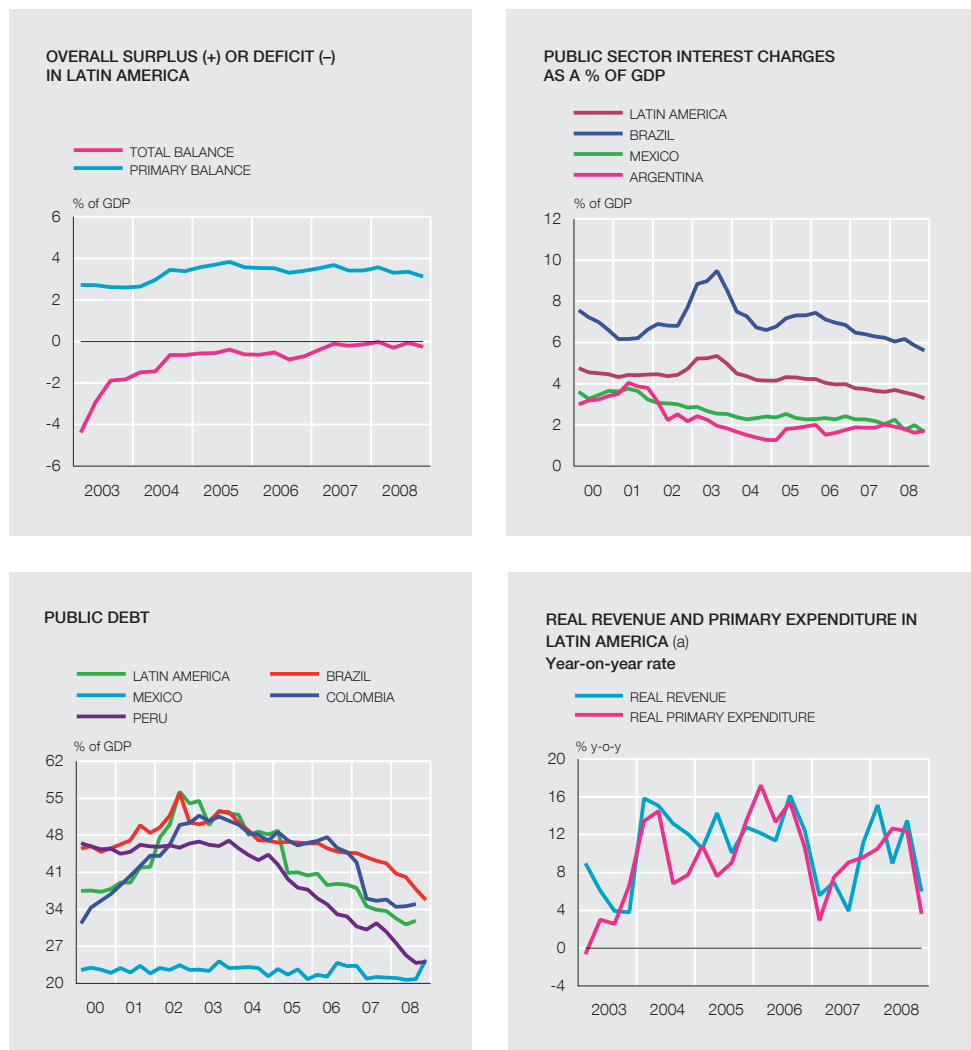 OVERALL SURPLUS (+) OR DEFICIT (–)
IN LATIN AMERICA
TOTAL BALANCE
PRIMARY BALANCE
% of GDP
6
4
2
0
-2
-4
-6
2003 2004 2005 2006 2007 2008
PUBLIC SECTOR INTEREST CHARGES
AS A % OF GDP
LATIN AMERICA
BRAZIL
MEXICO
ARGENTINA
% of GDP
12
10
8
6
4
2
0
00 01 02 03 04 05 06 07 08
PUBLIC DEBT
LATIN AMERICA BRAZIL
MEXICO COLOMBIA
PERU
% of GDP
62
55
48
41
34
27
20
00 01 02 03 04 05 06 07 08
REAL REVENUE AND PRIMARY EXPENDITURE IN
LATIN AMERICA (a)
Year-on-year rate
REAL REVENUE
REAL PRIMARY EXPENDITURE
% y-o-y
20
16
12
8
4
0
-4
2003 2004 2005 2006 2007 2008